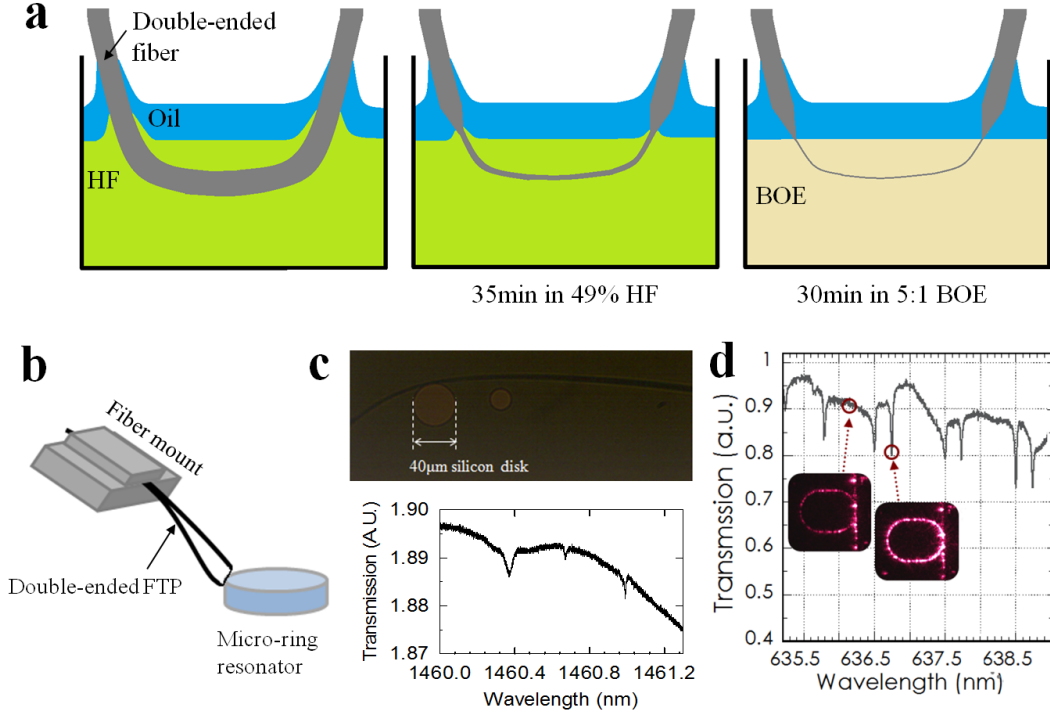 a
Double-ended
fiber
Oil
HF
BOE
35min in 49% HF
30min in 5:1 BOE
b
Fiber mount
Double-ended FTP
Micro-ring
resonator
c
40μm silicon disk
1.90
1.89
1.88
1.87
Transmission (A.U.)
1460.0 1460.4 1460.8 1461.2
Wavelength (nm)
d
1
0.9
0.8
0.7
0.6
0.5
0.4
Transmssion (a.u.)
635.5 636.5 637.5 638.5
Wavelength (nm)